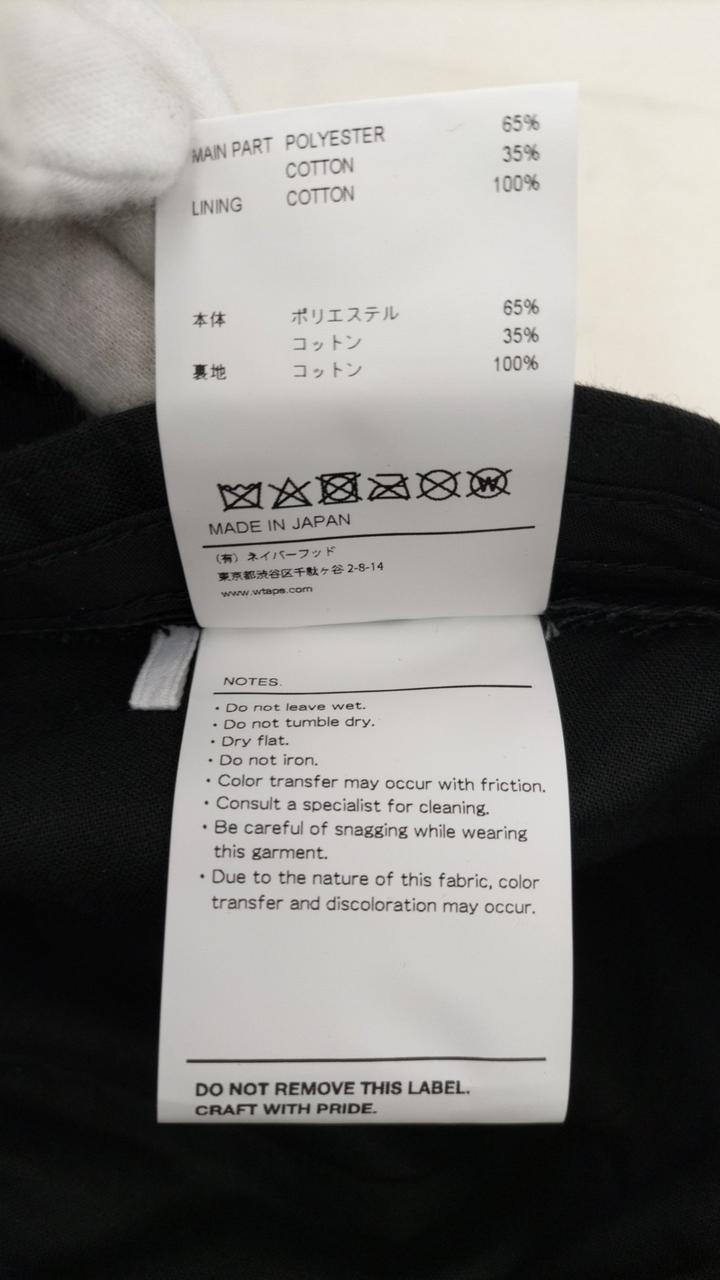 MAIN PART POLYESTER 65%
COTTON 35%
LINING COTTON 100%
本体 ポリエステル 65%
コットン 35%
裏地 コットン 100%
W
MADE IN JAPAN
(有) ネイバーフッド
東京都渋谷区千駄ヶ谷 2-8-14
www.wtaps.com
NOTES.
・Do not leave wet.
・Do not tumble dry.
・Dry flat.
・Do not iron.
・Color transfer may occur with friction.
・Consult a specialist for cleaning.
・Be careful of snagging while wearing
this garment.
・Due to the nature of this fabric, color
transfer and discoloration may occur.
DO NOT REMOVE THIS LABEL.
CRAFT WITH PRIDE.